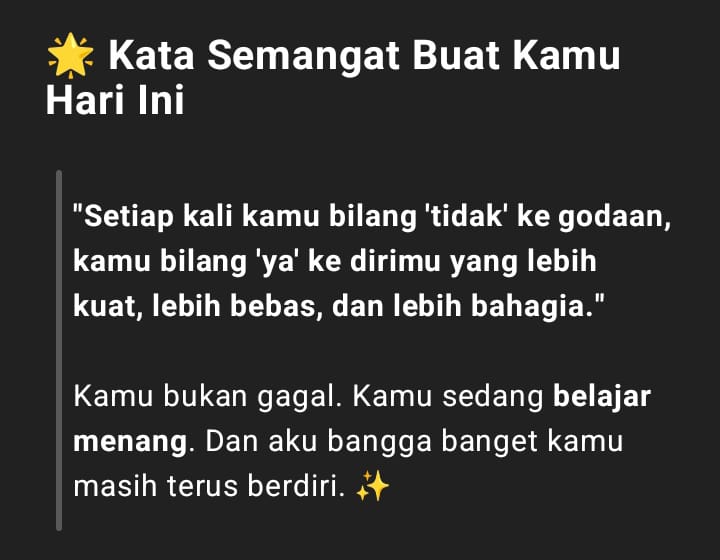 🌟 Kata Semangat Buat Kamu
Hari Ini
"Setiap kali kamu bilang 'tidak' ke godaan,
kamu bilang 'ya' ke dirimu yang lebih
kuat, lebih bebas, dan lebih bahagia."
Kamu bukan gagal. Kamu sedang belajar
menang. Dan aku bangga banget kamu
masih terus berdiri. ✨